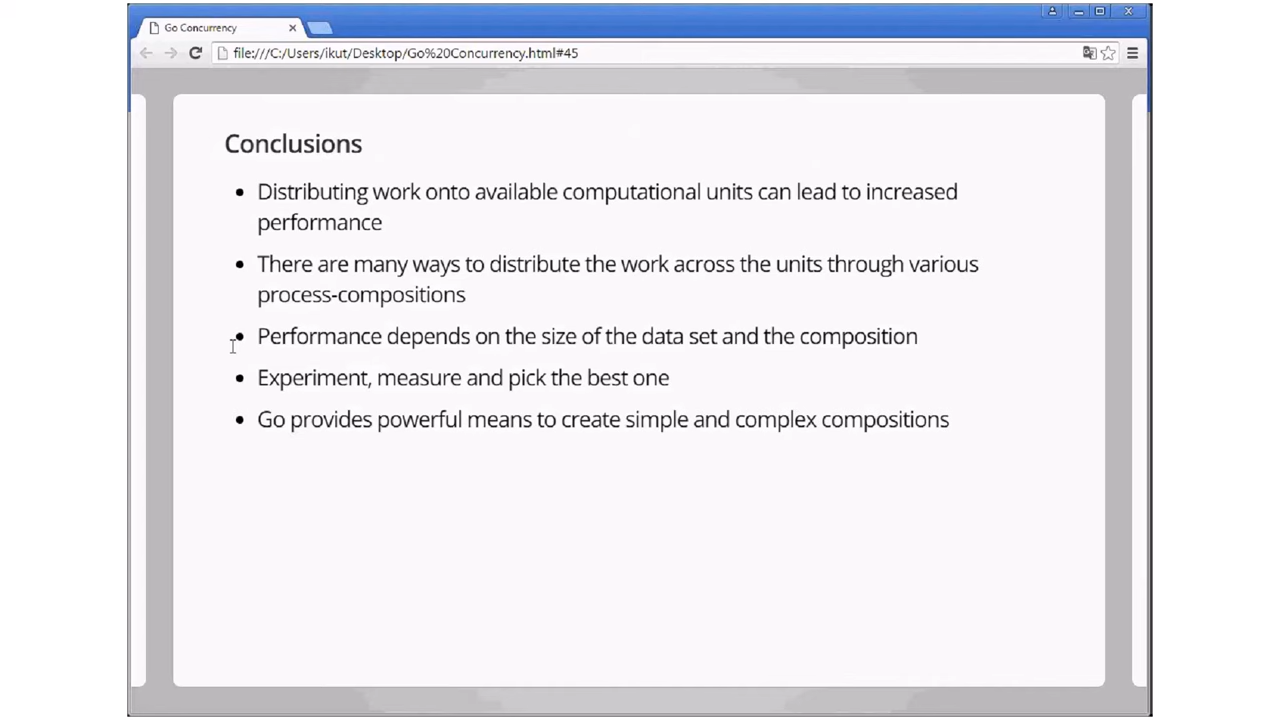 Go Concurrency
file:///C:/Users/ikut/Desktop/Go%20Concurrency.html#45
Conclusions
• Distributing work onto available computational units can lead to increased
performance
• There are many ways to distribute the work across the units through various
process-compositions
• Performance depends on the size of the data set and the composition
• Experiment, measure and pick the best one
• Go provides powerful means to create simple and complex compositions